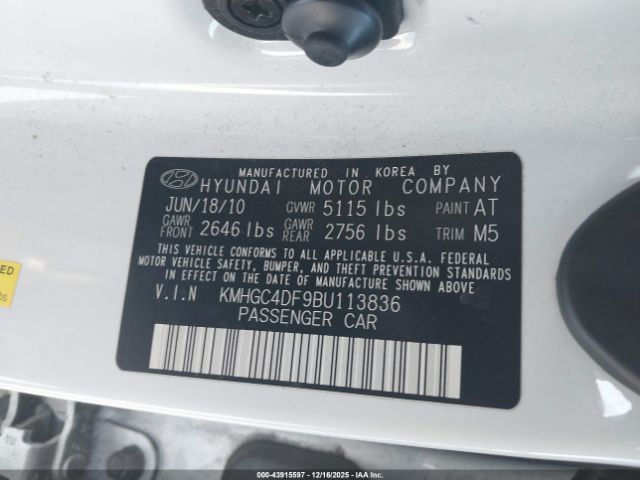 MANUFACTURED IN KOREA BY
HYUNDAI MOTOR COMPANY
JUN/18/10 GVWR 5115 lbs PAINT AT
GAWR FRONT 2646 lbs GAWR REAR 2756 lbs TRIM M5
THIS VEHICLE CONFORMS TO ALL APPLICABLE U.S.A. FEDERAL
MOTOR VEHICLE SAFETY, BUMPER, AND THEFT PREVENTION STANDARDS
IN EFFECT ON THE DATE OF MANUFACTURE SHOWN ABOVE
V.I.N KMHGC4DF9BU113836
PASSENGER CAR
000-43915597 - 12/16/2025 - IAAI.COM